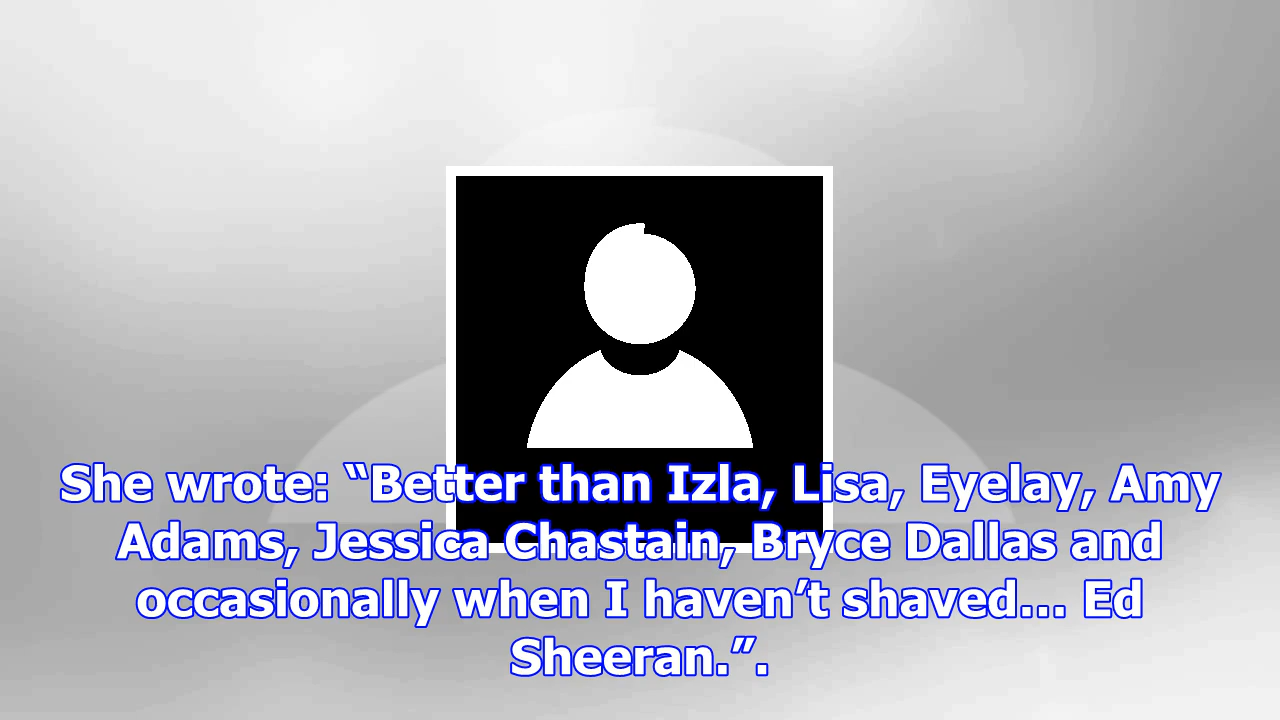 She wrote: “Better than Izla, Lisa, Eyelay, Amy
Adams, Jessica Chastain, Bryce Dallas and
occasionally when I haven’t shaved... Ed
Sheeran.”.